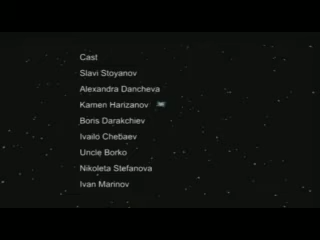 Cast
Slavi Stoyanov
Alexandra Dancheva
Kamen Harizanov
Boris Darakchiev
Ivailo Chebaev
Uncle Borko
Nikoleta Stefanova
Ivan Marinov